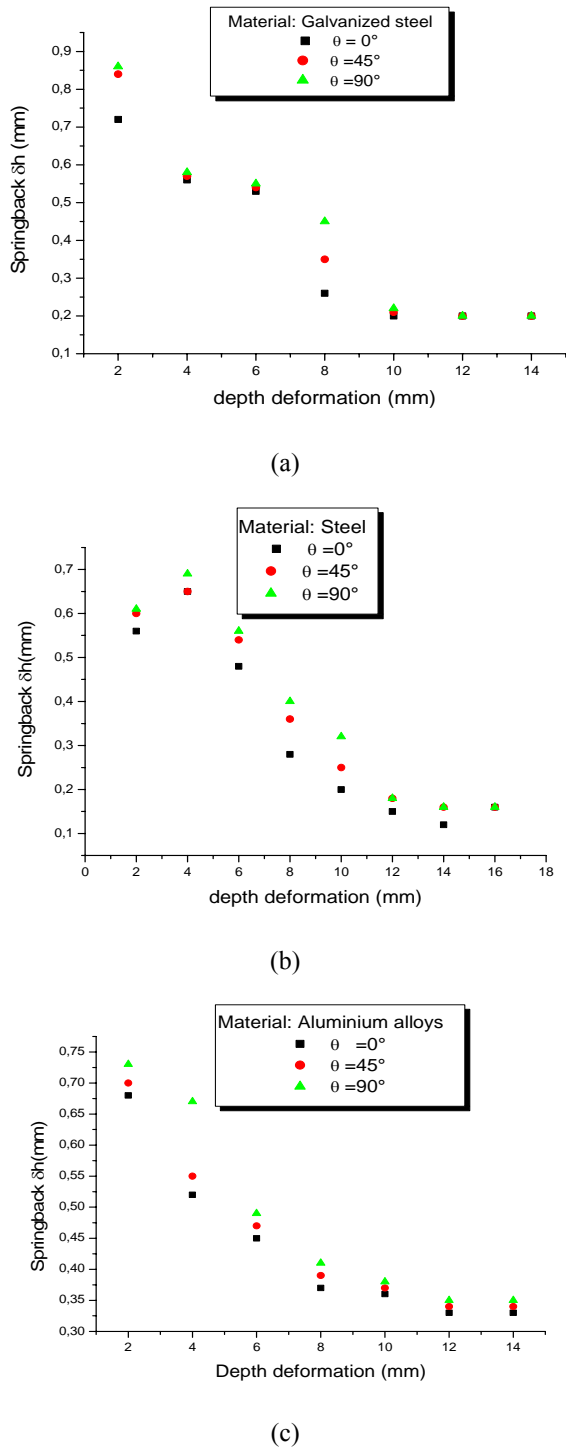 Material: Galvanized steel
θ = 0°
θ =45°
θ =90°
0,9
0,8
0,7
0,6
0,5
0,4
0,3
0,2
0,1
Springback δh (mm)
2 4 6 8 10 12 14
depth deformation (mm)
(a)
Material: Steel
θ =0°
θ =45°
θ =90°
0,7
0,6
0,5
0,4
0,3
0,2
0,1
Springback δh(mm)
0 2 4 6 8 10 12 14 16 18
depth deformation (mm)
(b)
Material: Aluminium alloys
θ =0°
θ =45°
θ =90°
0,75
0,70
0,65
0,60
0,55
0,50
0,45
0,40
0,35
0,30
Springback δh(mm)
2 4 6 8 10 12 14
Depth deformation (mm)
(c)